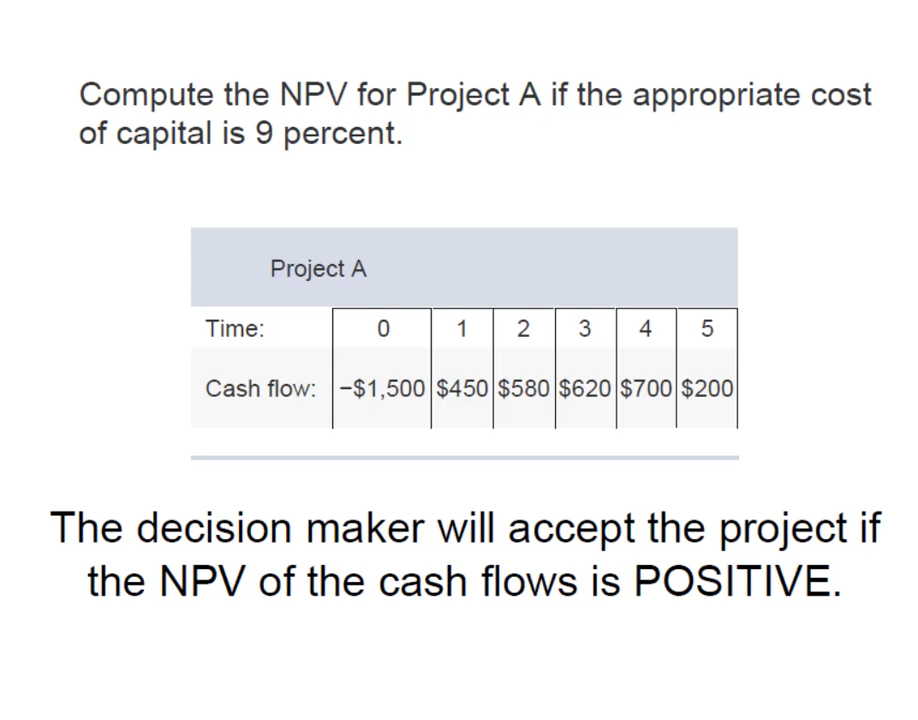 Compute the NPV for Project A if the appropriate cost
of capital is 9 percent.
Project A
Time: 0 1 2 3 4 5
Cash flow: −$1,500 $450 $580 $620 $700 $200
The decision maker will accept the project if
the NPV of the cash flows is POSITIVE.